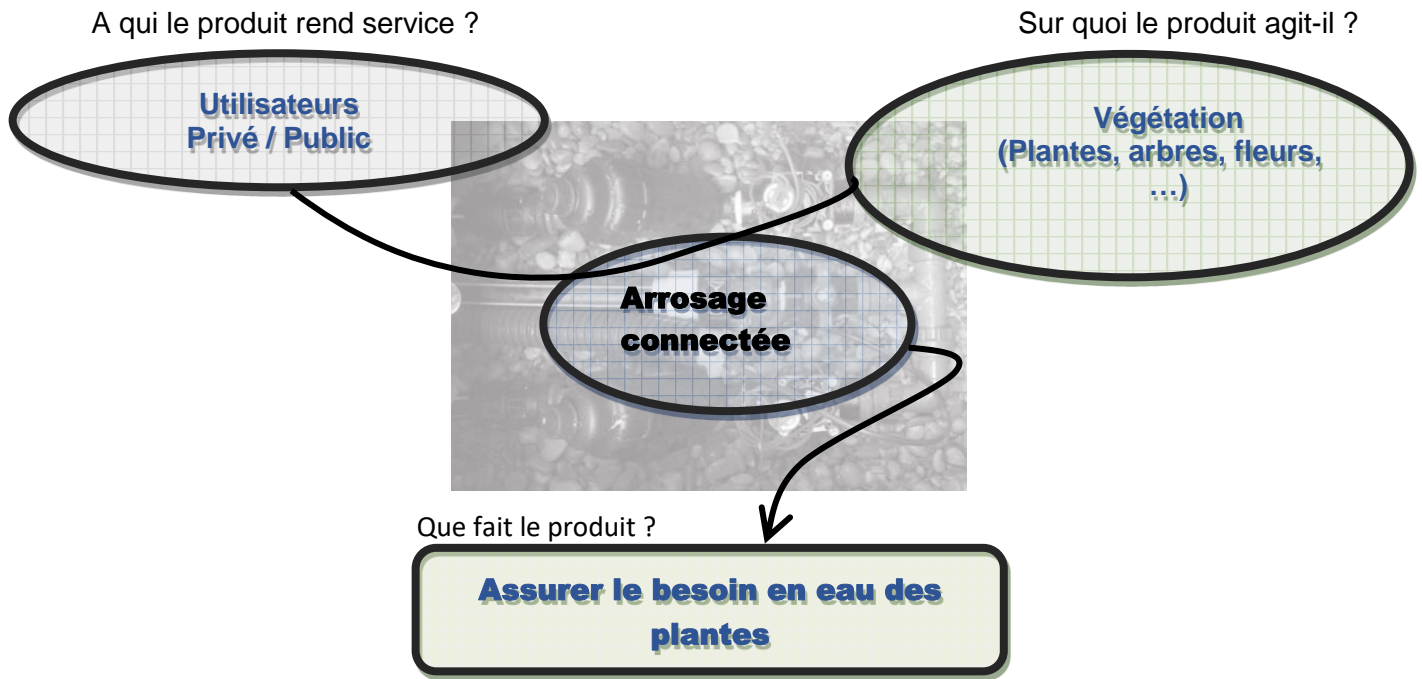 A qui le produit rend service ?
Sur quoi le produit agit-il ?
Utilisateurs
Privé / Public
Végétation
(Plantes, arbres, fleurs,
…)
Arrosage
connectée
Que fait le produit ?
Assurer le besoin en eau des
plantes